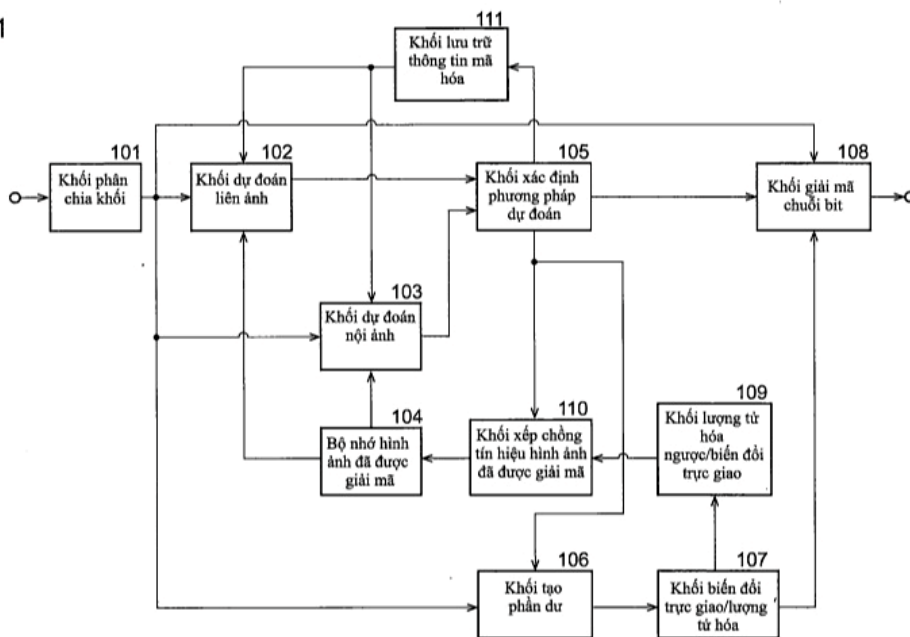 1
111
Khối lưu trữ
thông tin mã
hóa
101
Khối phân
chia khối
102
Khối dự đoán
liên ảnh
105
Khối xác định
phương pháp
dự đoán
108
Khối giải mã
chuỗi bit
103
Khối dự đoán
nội ảnh
104
Bộ nhớ hình
ảnh đã được
giải mã
110
Khối xếp chồng
tín hiệu hình ảnh
đã được giải mã
109
Khối lượng tử
hóa
ngược/biến đổi
trực giao
106
Khối tạo
phần dư
107
Khối biến đổi
trực giao/lượng
tử hóa